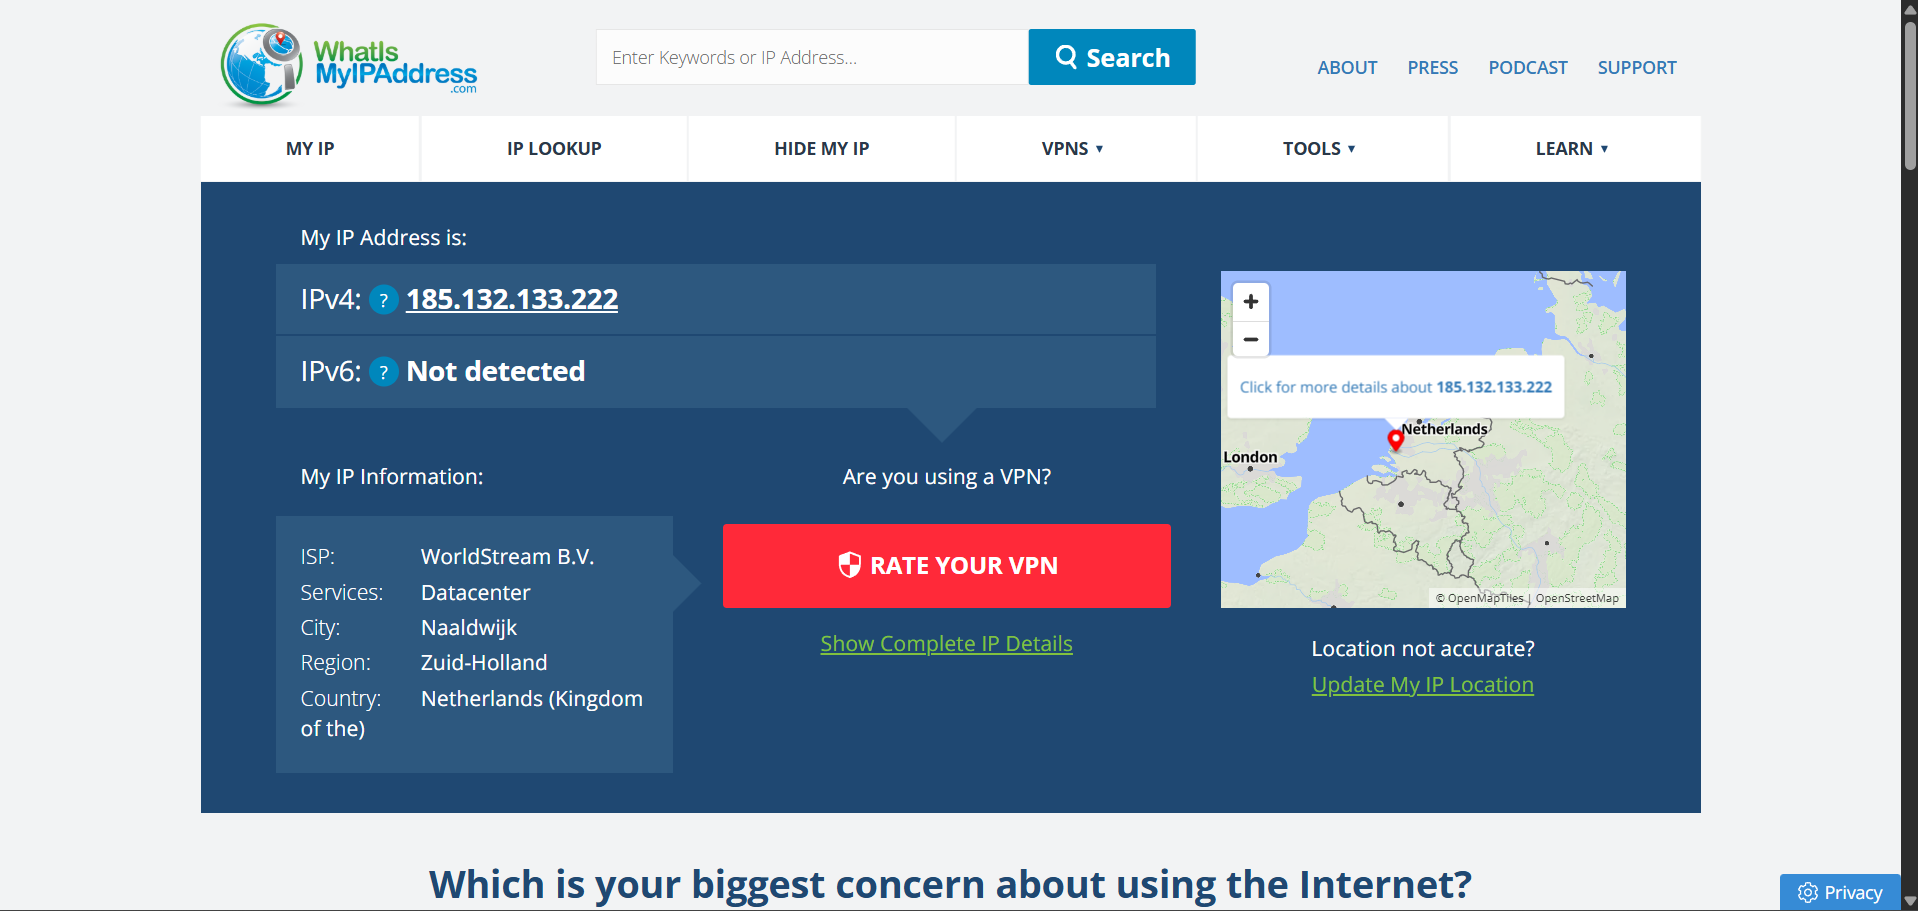 WhatIs
MyIPAddress
.com
Enter Keywords or IP Address...
Search
ABOUT PRESS PODCAST SUPPORT
MY IP IP LOOKUP HIDE MY IP VPNS ▾ TOOLS ▾ LEARN ▾
My IP Address is:
IPv4: ? 185.132.133.222
IPv6: ? Not detected
My IP Information:
ISP: WorldStream B.V.
Services: Datacenter
City: Naaldwijk
Region: Zuid-Holland
Country: Netherlands (Kingdom
of the)
Are you using a VPN?
RATE YOUR VPN
Show Complete IP Details
+
−
Click for more details about 185.132.133.222
Netherlands
London
© OpenMapTiles | OpenStreetMap
Location not accurate?
Update My IP Location
Which is your biggest concern about using the Internet?
Privacy